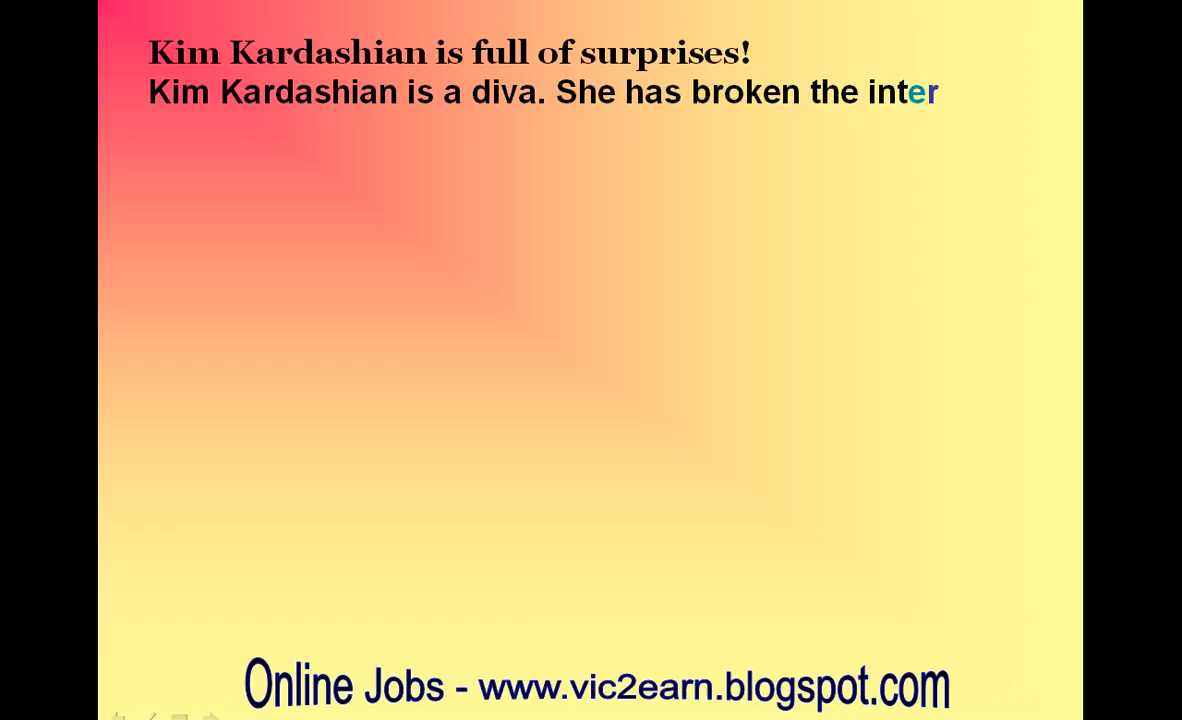 Kim Kardashian is full of surprises!
Kim Kardashian is a diva. She has broken the inter
Online Jobs - www.vic2earn.blogspot.com